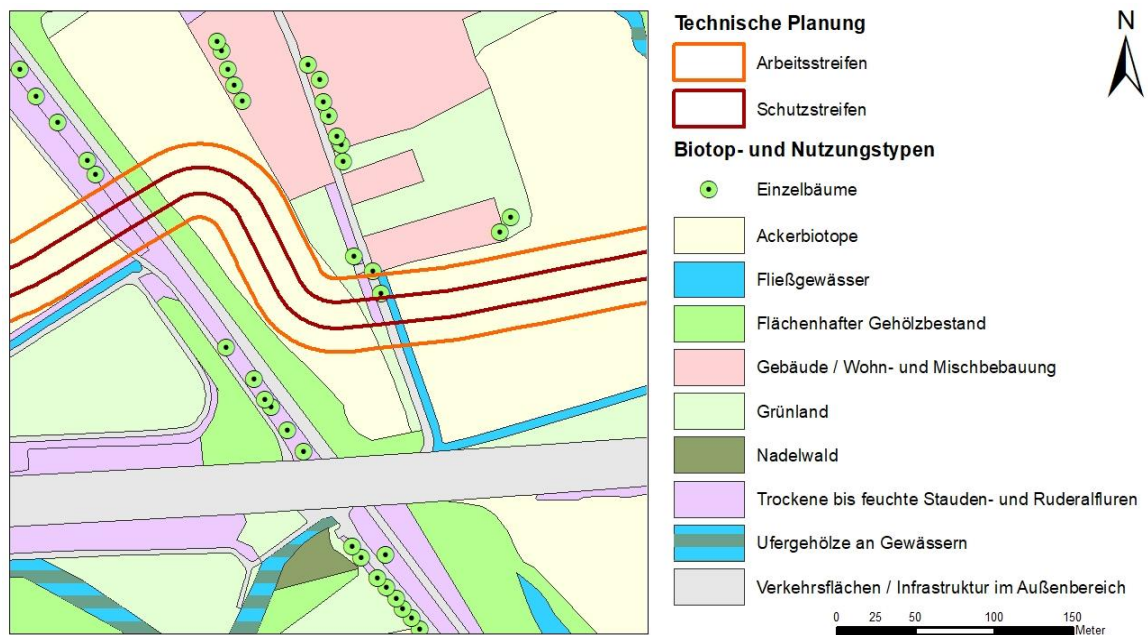 Technische Planung
Arbeitsstreifen
Schutzstreifen
Biotop- und Nutzungstypen
Einzelbäume
Ackerbiotope
Fließgewässer
Flächenhafter Gehölzbestand
Gebäude / Wohn- und Mischbebauung
Grünland
Nadelwald
Trockene bis feuchte Stauden- und Ruderalfluren
Ufergehölze an Gewässern
Verkehrsflächen / Infrastruktur im Außenbereich
N
0 25 50 100 150
Meter